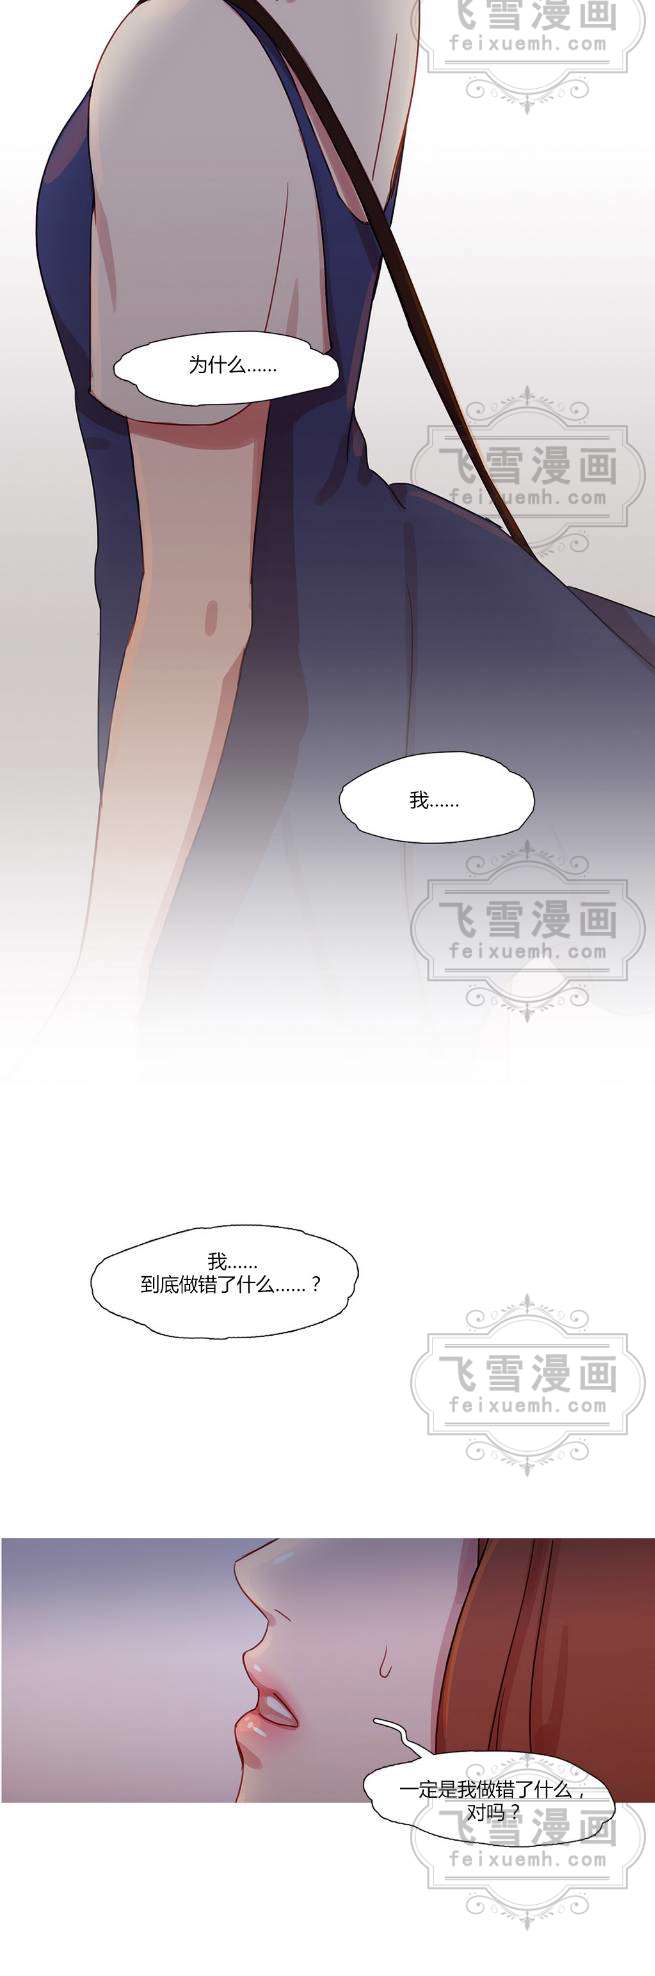 飞雪漫画
feixuemh.com
为什么……
飞雪漫画
feixuemh.com
我……
飞雪漫画
feixuemh.com
我……
到底做错了什么……？
飞雪漫画
feixuemh.com
一定是我做错了什么，
对吗？
飞雪漫画
feixuemh.com